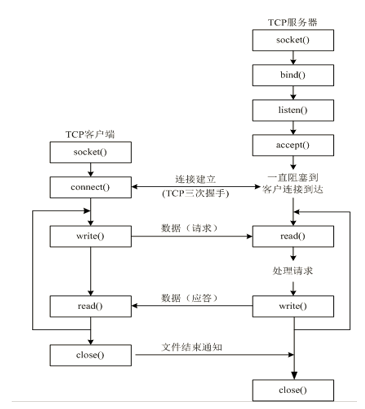 TCP服务器
socket()
bind()
listen()
TCP客户端
accept()
socket()
连接建立
一直阻塞到
connect()
(TCP三次握手)
客户连接到达
write()
数据（请求）
read()
处理请求
read()
数据（应答）
write()
close()
文件结束通知
close()